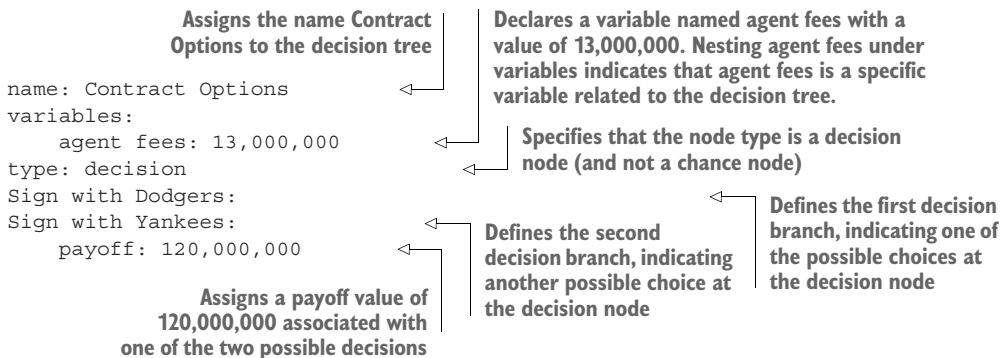 Assigns the name Contract
Options to the decision tree
Declares a variable named agent fees with a
value of 13,000,000. Nesting agent fees under
variables indicates that agent fees is a specific
variable related to the decision tree.
name: Contract Options
variables:
    agent fees: 13,000,000
type: decision
Sign with Dodgers:
Sign with Yankees:
    payoff: 120,000,000
Specifies that the node type is a decision
node (and not a chance node)
Defines the first decision
branch, indicating one of
the possible choices at
the decision node
Defines the second
decision branch, indicating
another possible choice at
the decision node
Assigns a payoff value of
120,000,000 associated with
one of the two possible decisions